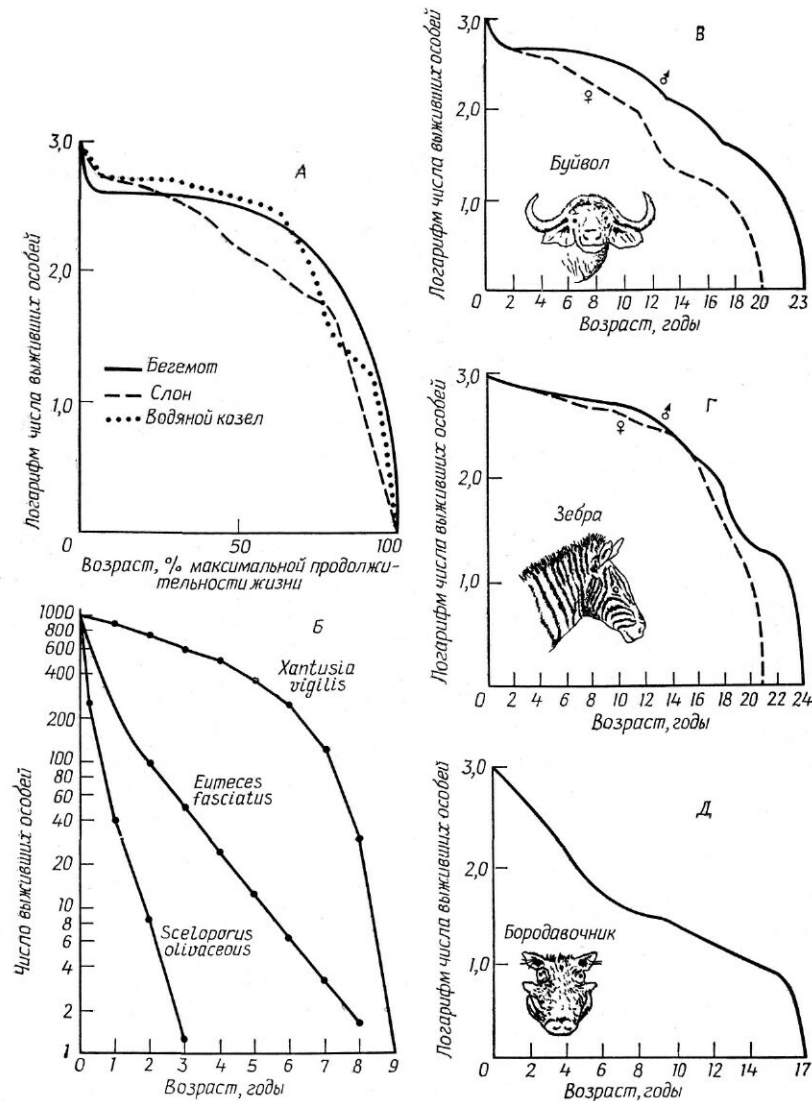 А
Логарифм числа выживших особей
3,0
2,0
1,0
0
50
100
Бегемот
Слон
Водяной козел
Возраст, % максимальной продолжи-
тельности жизни
Б
Число выживших особей
1000
800
600
400
200
100
80
60
40
20
10
8
6
4
2
1
Xantusia
vigilis
Eumeces
fasciatus
Sceloporus
olivaceous
0 1 2 3 4 5 6 7 8 9
Возраст, годы
В
Логарифм числа выживших особей
3,0
2,0
1,0
♂
♀
Буйвол
0 2 4 6 8 10 12 14 16 18 20 23
Возраст, годы
Г
Логарифм числа выживших особей
3,0
2,0
1,0
♂
♀
Зебра
0 2 4 6 8 10 12 14 16 18 20 22 24
Возраст, годы
Д
Логарифм числа выживших особей
3,0
2,0
1,0
Бородавочник
0 2 4 6 8 10 12 14 17
Возраст, годы